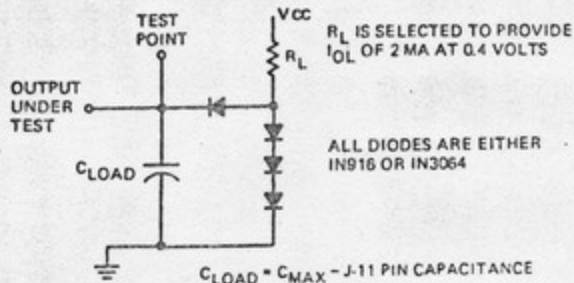 TEST
POINT
VCC
RL
RL IS SELECTED TO PROVIDE
IOL OF 2 MA AT 0.4 VOLTS
OUTPUT
UNDER
TEST
CLOAD
ALL DIODES ARE EITHER
IN916 OR IN3064
CLOAD = CMAX – J-11 PIN CAPACITANCE